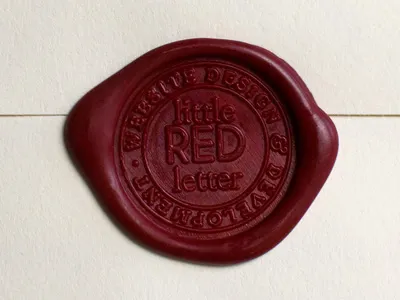 little
RED
letter
· WEBSITE DESIGN & DEVELOPMENT